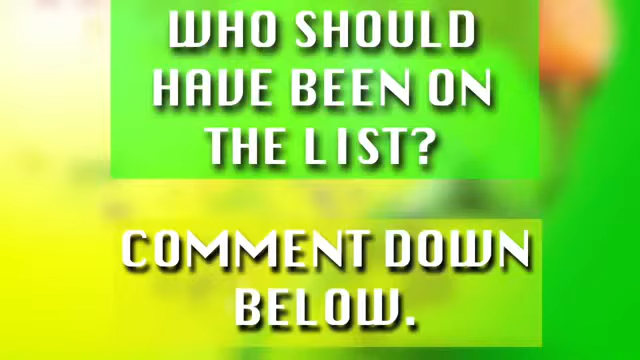 WHO SHOULD
HAVE BEEN ON
THE LIST?
COMMENT DOWN
BELOW.